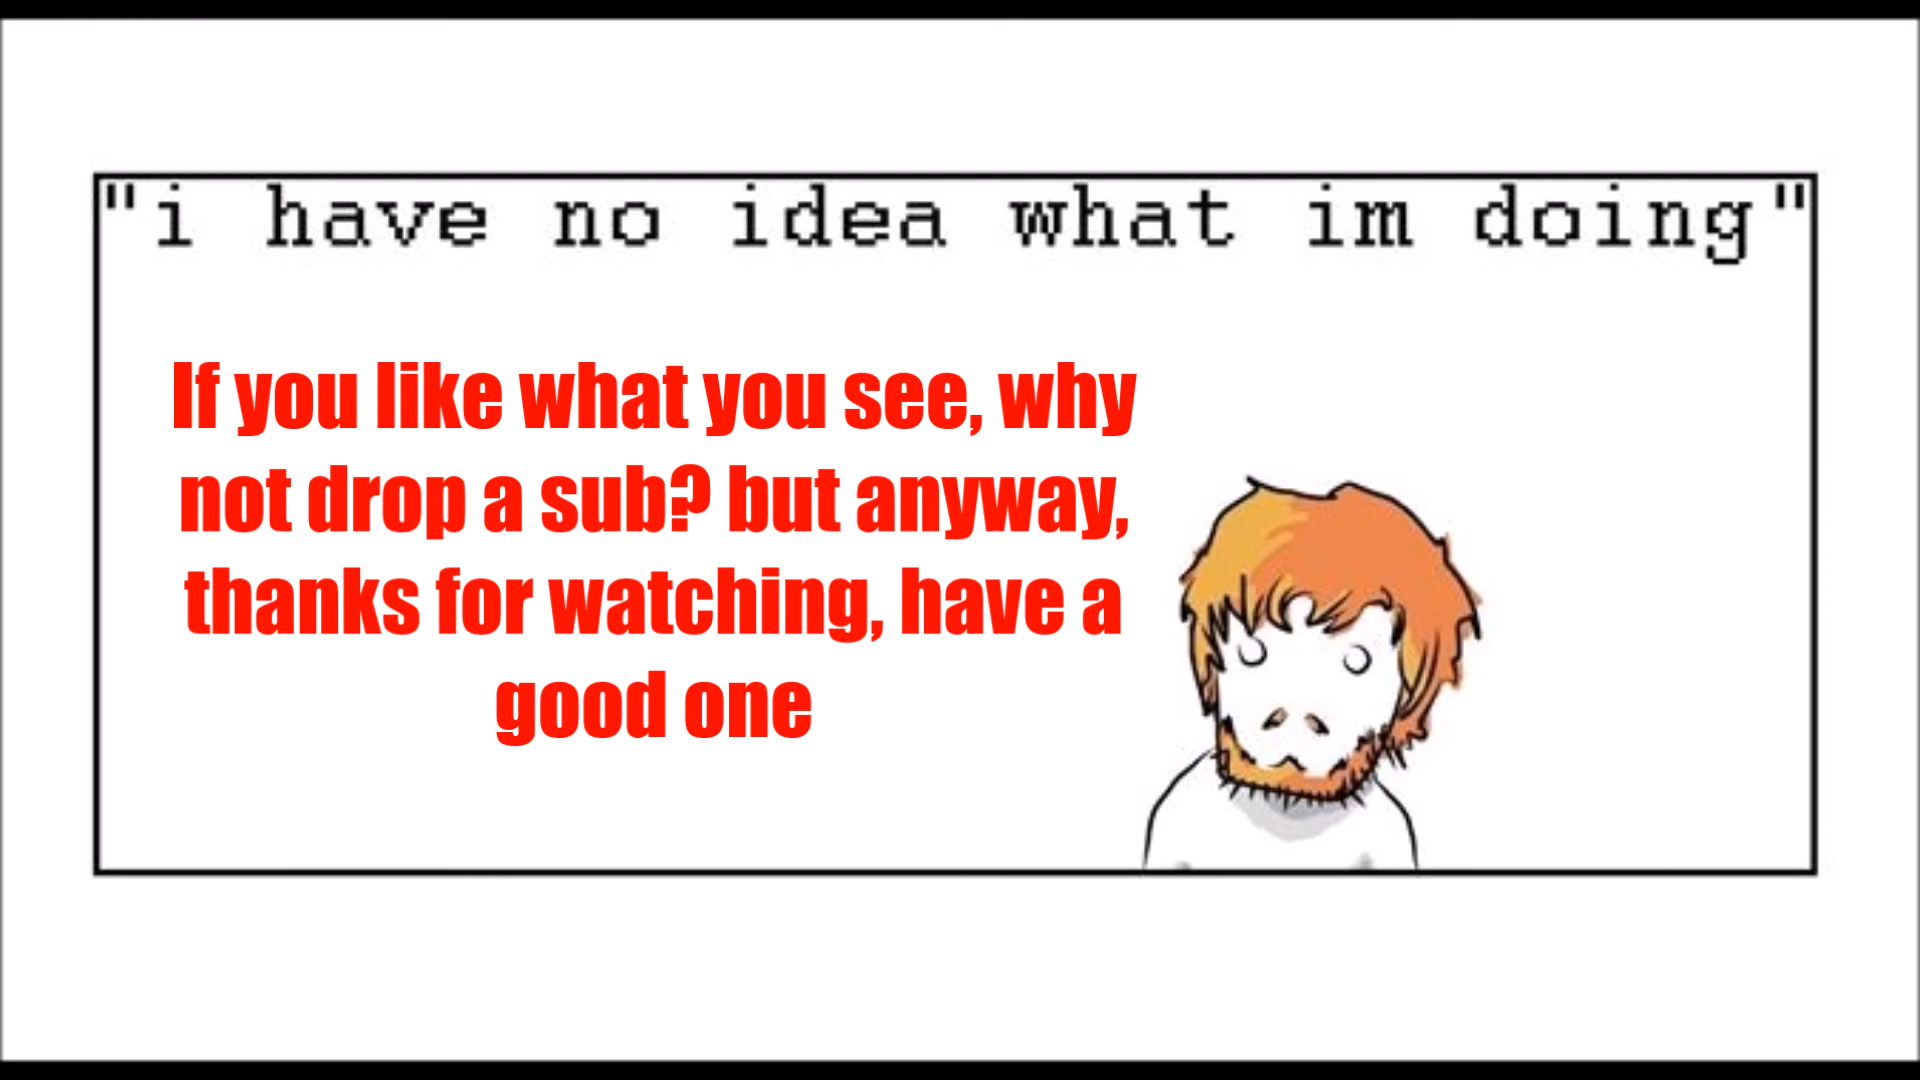 "i have no idea what im doing"
If you like what you see, why
not drop a sub? but anyway,
thanks for watching, have a
good one